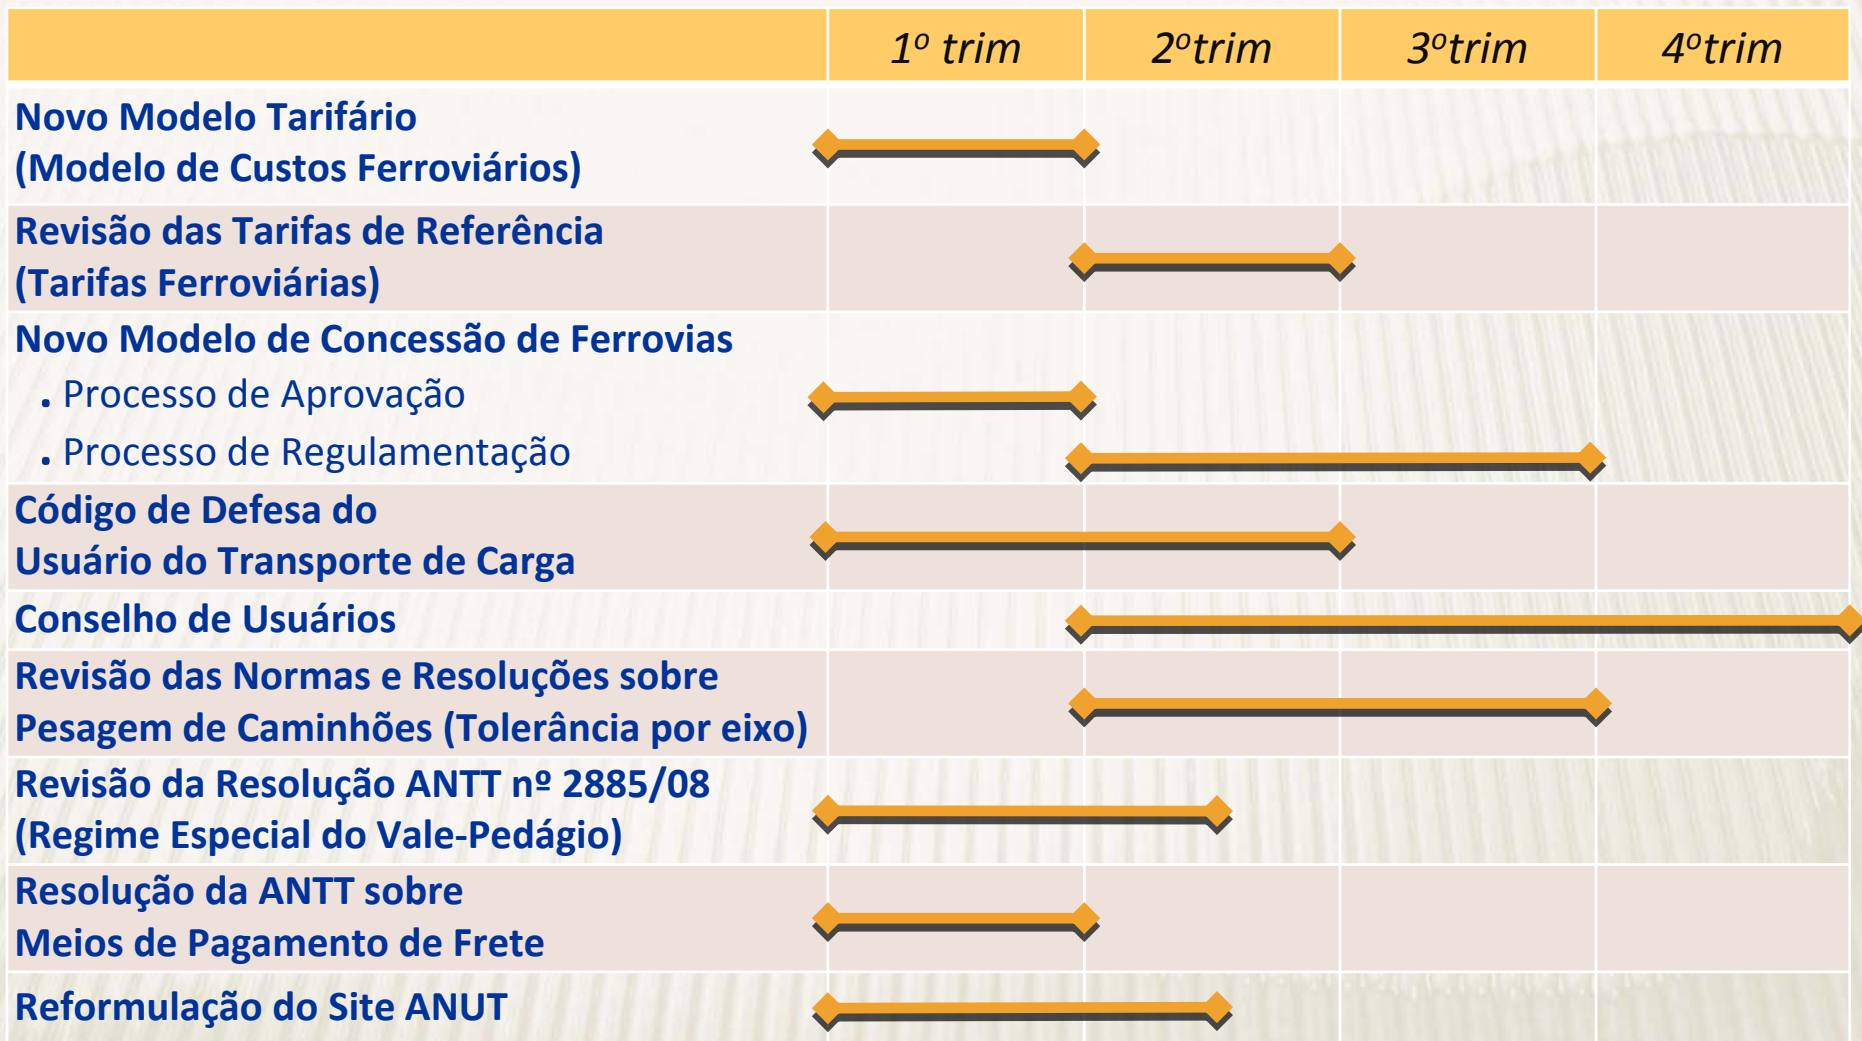 1º trim 2ºtrim 3ºtrim 4ºtrim
Novo Modelo Tarifário
(Modelo de Custos Ferroviários)
Revisão das Tarifas de Referência
(Tarifas Ferroviárias)
Novo Modelo de Concessão de Ferrovias
. Processo de Aprovação
. Processo de Regulamentação
Código de Defesa do
Usuário do Transporte de Carga
Conselho de Usuários
Revisão das Normas e Resoluções sobre
Pesagem de Caminhões (Tolerância por eixo)
Revisão da Resolução ANTT nº 2885/08
(Regime Especial do Vale-Pedágio)
Resolução da ANTT sobre
Meios de Pagamento de Frete
Reformulação do Site ANUT